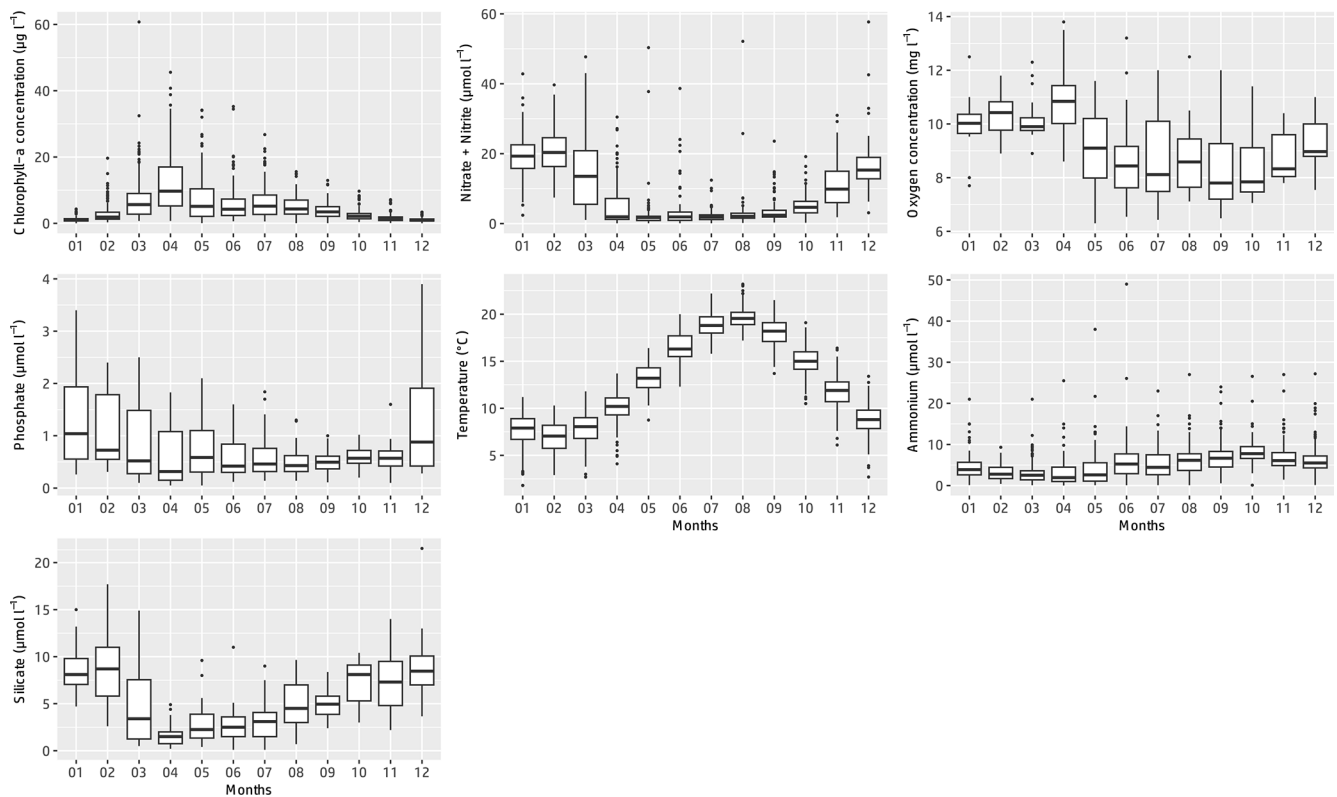 Chlorophyll-a concentration (µg l⁻¹)
60
40
20
0
01 02 03 04 05 06 07 08 09 10 11 12
Nitrate + Nitrite (µmol l⁻¹)
60
40
20
0
01 02 03 04 05 06 07 08 09 10 11 12
Oxygen concentration (mg l⁻¹)
14
12
10
8
6
01 02 03 04 05 06 07 08 09 10 11 12
Phosphate (µmol l⁻¹)
4
3
2
1
0
01 02 03 04 05 06 07 08 09 10 11 12
Temperature (°C)
20
15
10
5
01 02 03 04 05 06 07 08 09 10 11 12
Months
Ammonium (µmol l⁻¹)
50
40
30
20
10
0
01 02 03 04 05 06 07 08 09 10 11 12
Months
Silicate (µmol l⁻¹)
20
15
10
5
0
01 02 03 04 05 06 07 08 09 10 11 12
Months